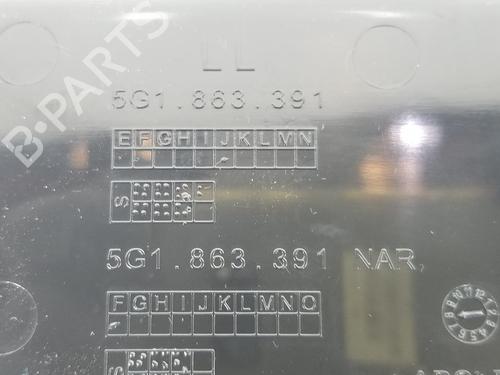 B-PARTS
LL
5G1.863.391
EFGHIJKLMN
S
5G1.863.391 NAR.
FGHIJKLMNO
S